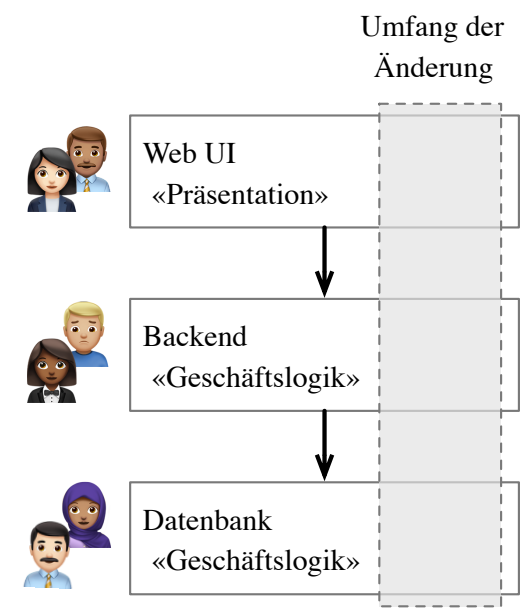 Umfang der
Änderung
Web UI
«Präsentation»
Backend
«Geschäftslogik»
Datenbank
«Geschäftslogik»